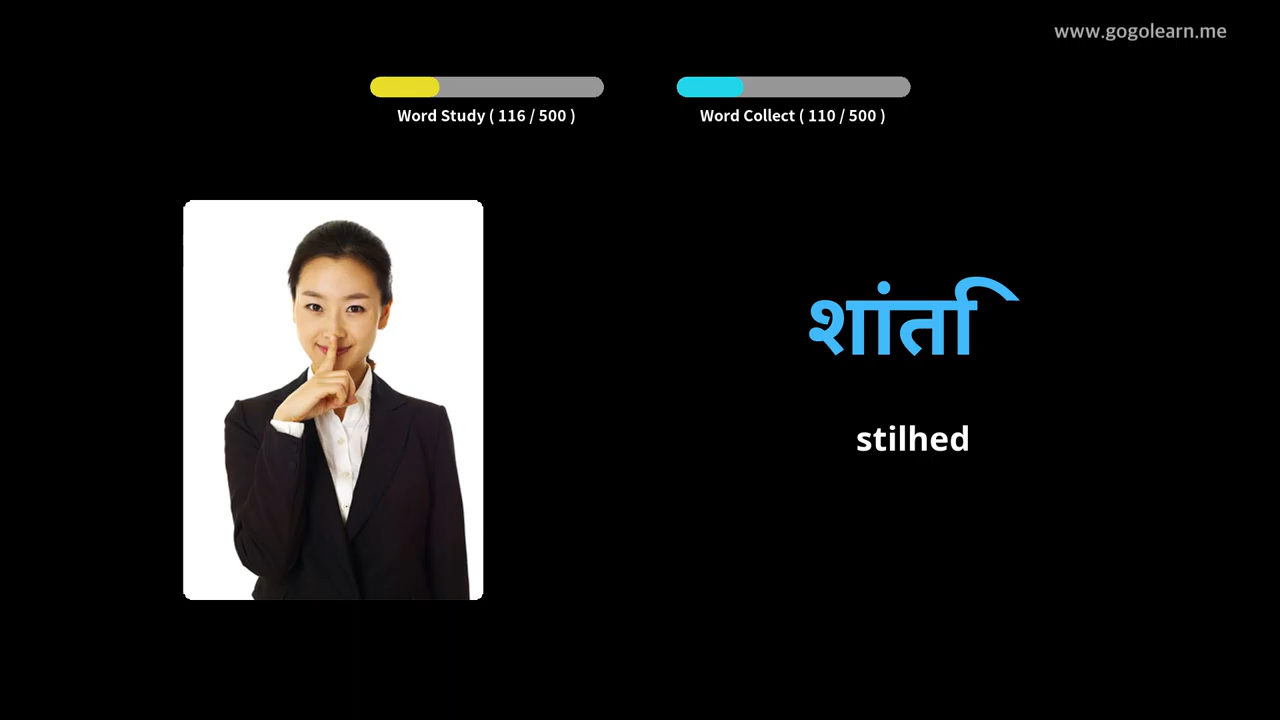 www.gogolearn.me
Word Study ( 116 / 500 )
Word Collect ( 110 / 500 )
शांति
stilhed